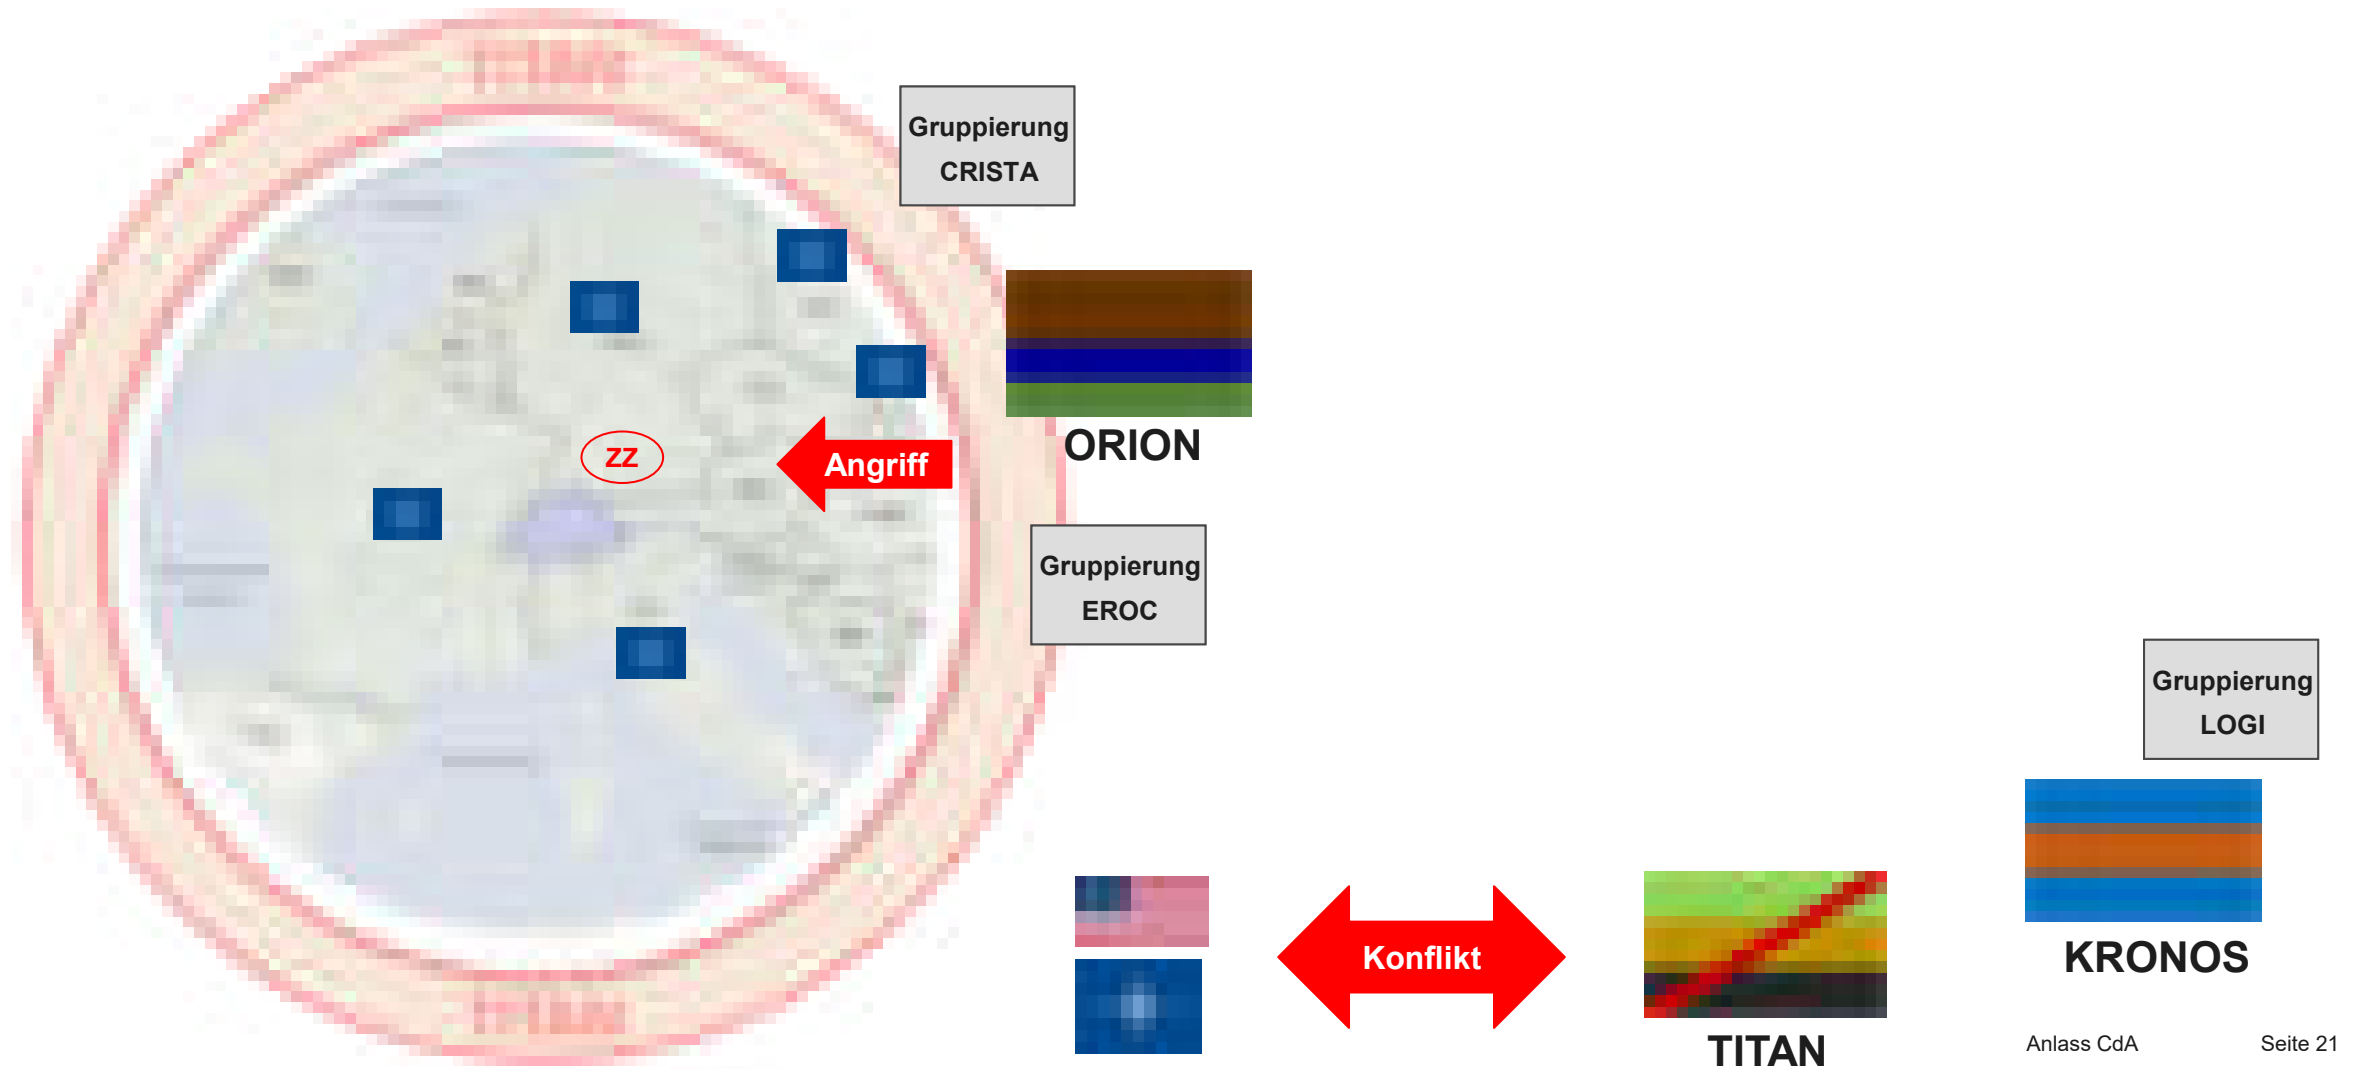 Gruppierung
CRISTA
ORION
ZZ
Angriff
Gruppierung
EROC
Gruppierung
LOGI
Konflikt
KRONOS
TITAN
Anlass CdA
Seite 21